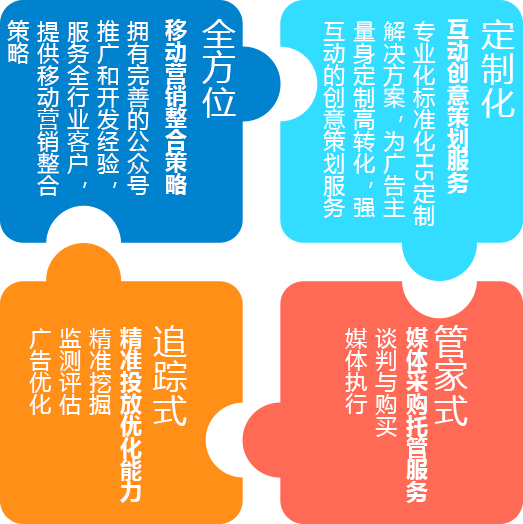 全方位
移动营销整合策略
拥有完善的公众号
推广和开发经验，
服务全行业客户，
提供移动营销整合
策略
定制化
互动创意策划服务
专业化标准化H5定制
解决方案，为广告主
量身定制高转化，强
互动的创意策划服务
追踪式
精准投放优化能力
精准挖掘
监测评估
广告优化
管家式
媒体采购托管服务
谈判与购买
媒体执行